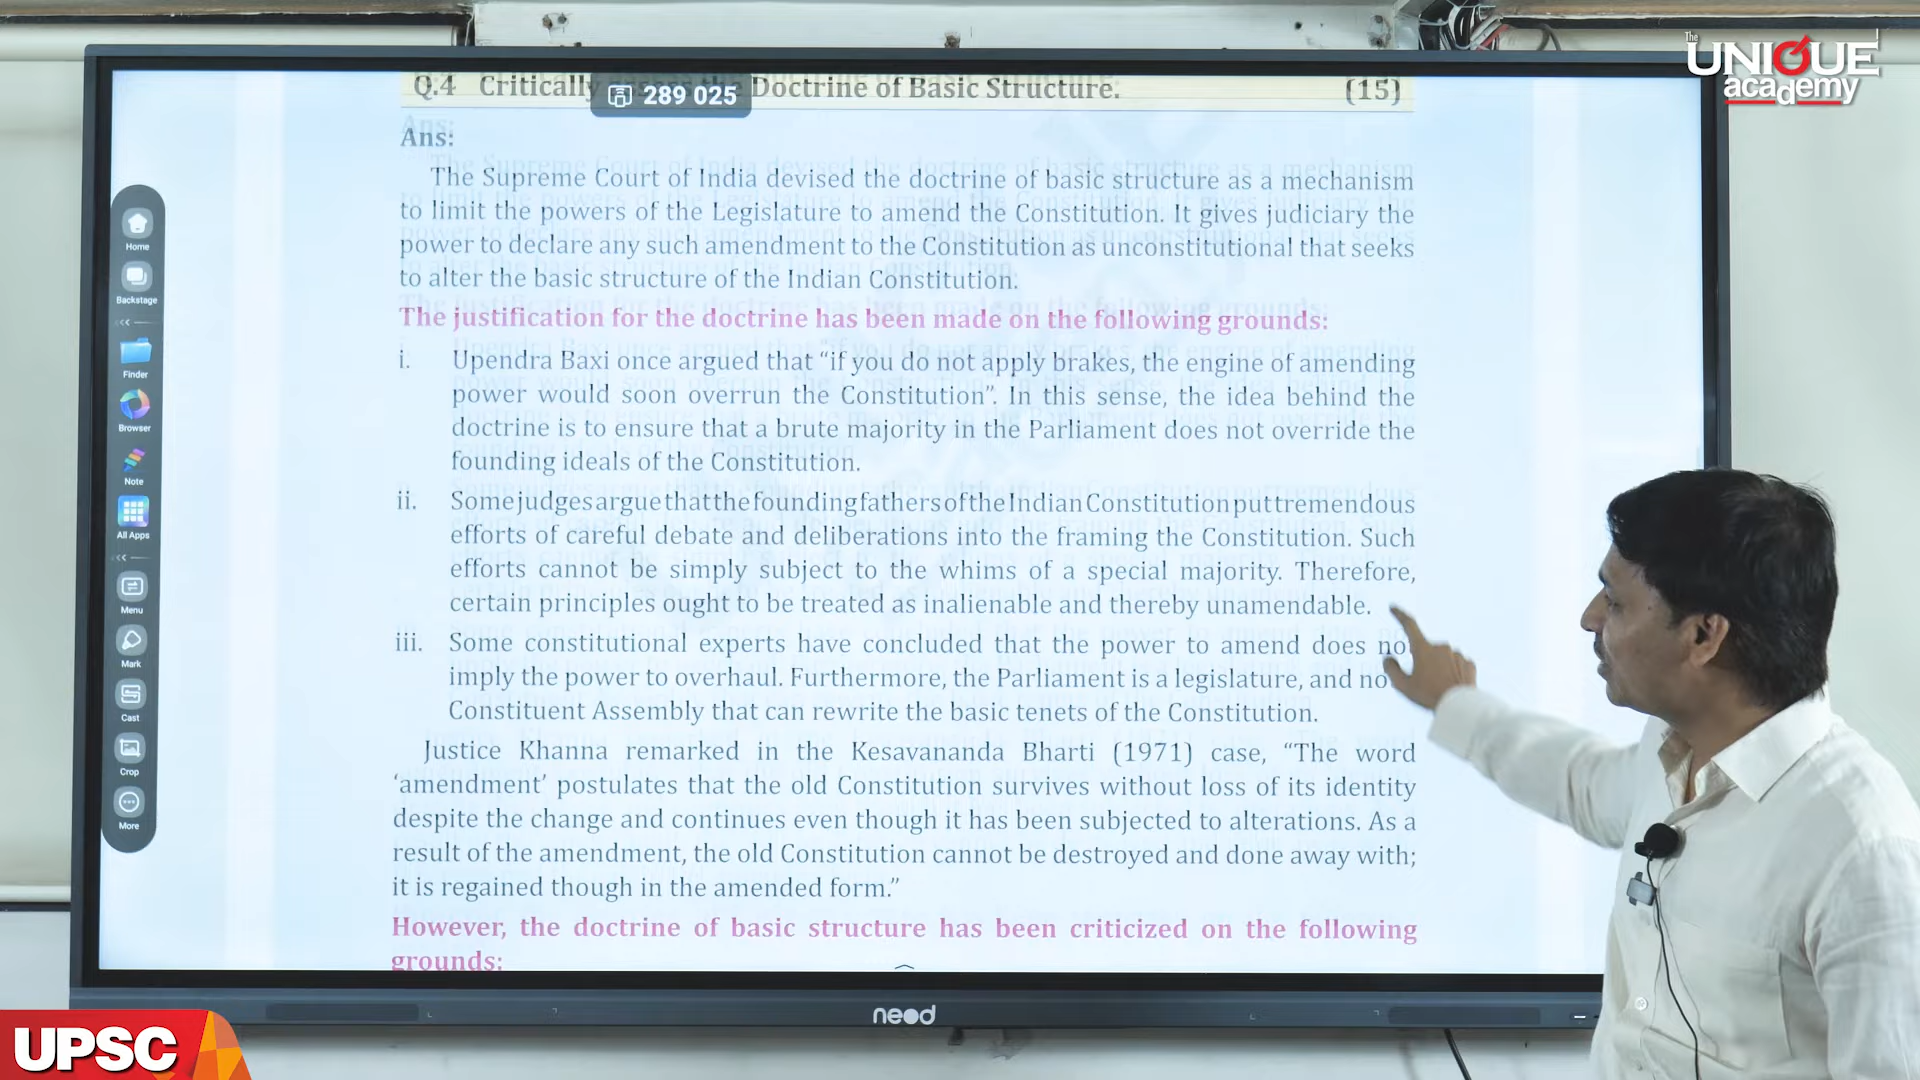 The
UNIQUE
academy
Q.4 Critically Doctrine of Basic Structure. (15)
289 025
Ans:
The Supreme Court of India devised the doctrine of basic structure as a mechanism
to limit the powers of the Legislature to amend the Constitution. It gives judiciary the
power to declare any such amendment to the Constitution as unconstitutional that seeks
to alter the basic structure of the Indian Constitution.
The justification for the doctrine has been made on the following grounds:
i. Upendra Baxi once argued that “if you do not apply brakes, the engine of amending
power would soon overrun the Constitution”. In this sense, the idea behind the
doctrine is to ensure that a brute majority in the Parliament does not override the
founding ideals of the Constitution.
ii. Some judges argue that the founding fathers of the Indian Constitution put tremendous
efforts of careful debate and deliberations into the framing the Constitution. Such
efforts cannot be simply subject to the whims of a special majority. Therefore,
certain principles ought to be treated as inalienable and thereby unamendable.
iii. Some constitutional experts have concluded that the power to amend does no
imply the power to overhaul. Furthermore, the Parliament is a legislature, and no
Constituent Assembly that can rewrite the basic tenets of the Constitution.
Justice Khanna remarked in the Kesavananda Bharti (1971) case, “The word
‘amendment’ postulates that the old Constitution survives without loss of its identity
despite the change and continues even though it has been subjected to alterations. As a
result of the amendment, the old Constitution cannot be destroyed and done away with;
it is regained though in the amended form.”
However, the doctrine of basic structure has been criticized on the following
grounds:
Home
Backstage
Finder
Browser
Note
All Apps
Menu
Mark
Cast
Crop
More
neod
UPSC